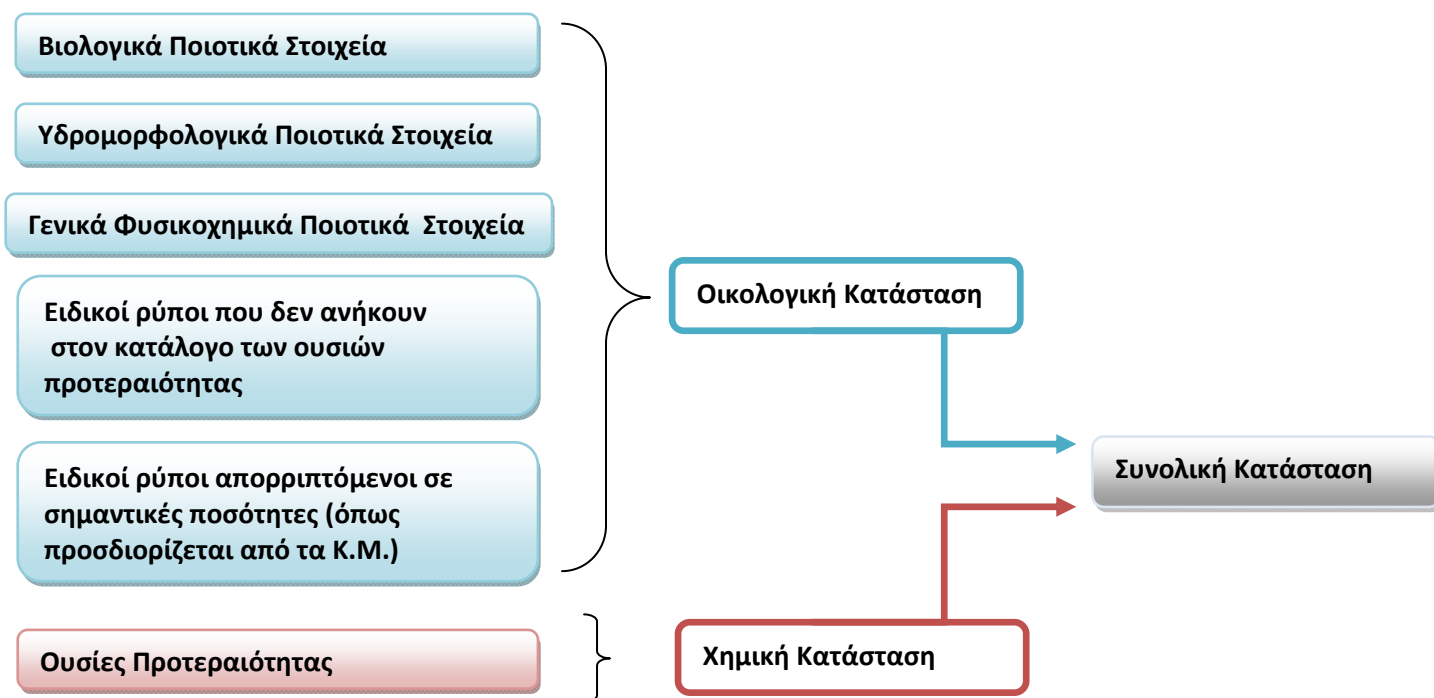 Βιολογικά Ποιοτικά Στοιχεία
Υδρομορφολογικά Ποιοτικά Στοιχεία
Γενικά Φυσικοχημικά Ποιοτικά Στοιχεία
Ειδικοί ρύποι που δεν ανήκουν
στον κατάλογο των ουσιών
προτεραιότητας
Ειδικοί ρύποι απορριπτόμενοι σε
σημαντικές ποσότητες (όπως
προσδιορίζεται από τα Κ.Μ.)
Ουσίες Προτεραιότητας
Οικολογική Κατάσταση
Χημική Κατάσταση
Συνολική Κατάσταση